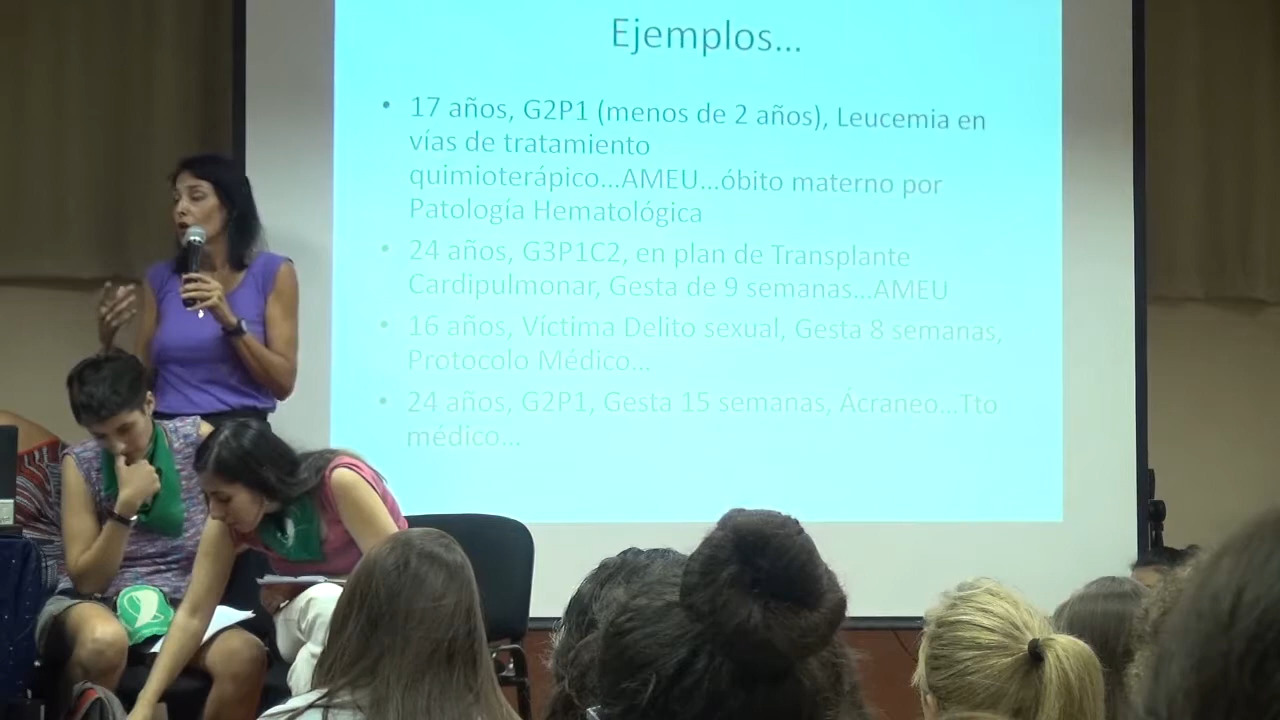 Ejemplos...
• 17 años, G2P1 (menos de 2 años), Leucemia en
vías de tratamiento
quimioterápico...AMEU...óbito materno por
Patología Hematológica
• 24 años, G3P1C2, en plan de Transplante
Cardipulmonar, Gesta de 9 semanas...AMEU
• 16 años, Víctima Delito sexual, Gesta 8 semanas,
Protocolo Médico...
• 24 años, G2P1, Gesta 15 semanas, Ácraneo...Tto
médico...